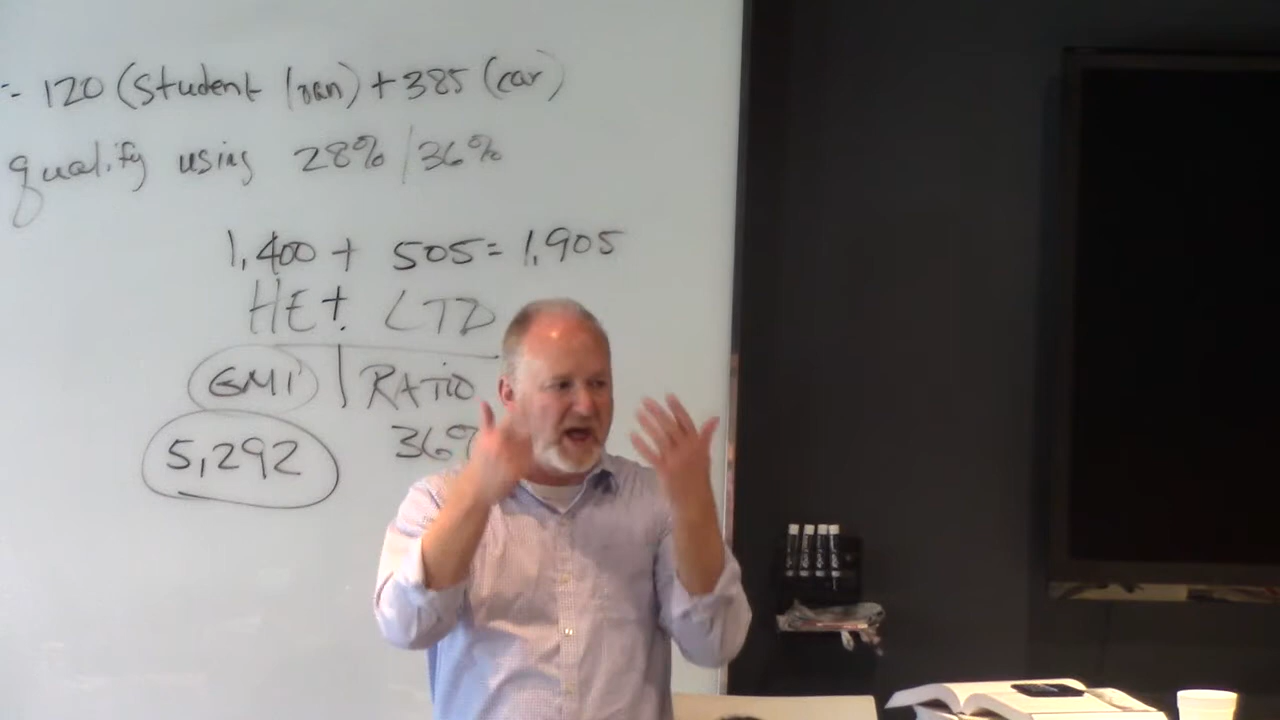 = 120 (student loan) + 385 (car)
qualify using 28% / 36%
1,400 + 505 = 1,905
HE + LTD
GMI | RATIO
5,292 36%